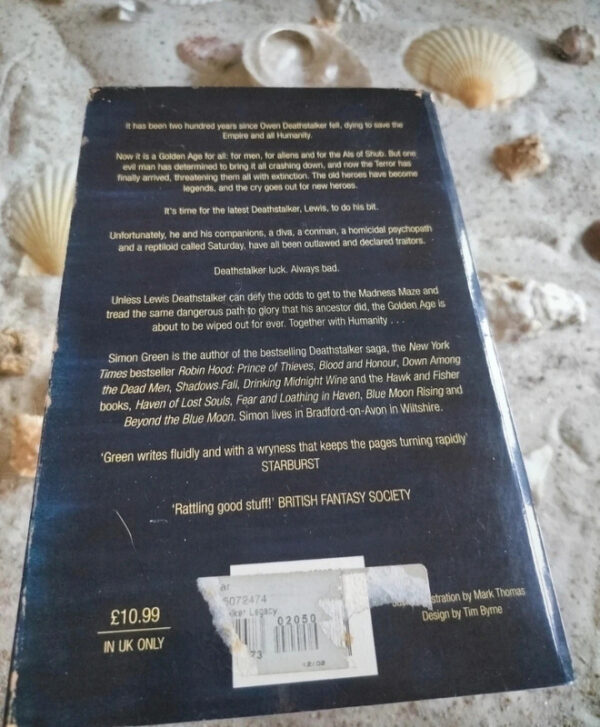 It has been two hundred years since Owen Deathstalker fell, dying to save the
Empire and all Humanity.
Now it is a Golden Age for all: for men, for aliens and for the AIs of Shub. But one
evil man has determined to bring it all crashing down, and now the Terror has
finally arrived, threatening them all with extinction. The old heroes have become
legends, and the cry goes out for new heroes.
It's time for the latest Deathstalker, Lewis, to do his bit.
Unfortunately, he and his companions, a diva, a conman, a homicidal psychopath
and a reptiloid called Saturday, have all been outlawed and declared traitors.
Deathstalker luck. Always bad.
Unless Lewis Deathstalker can defy the odds to get to the Madness Maze and
tread the same dangerous path to glory that his ancestor did, the Golden Age is
about to be wiped out for ever. Together with Humanity . . .
Simon Green is the author of the bestselling Deathstalker saga, the New York
Times bestseller Robin Hood: Prince of Thieves, Blood and Honour, Down Among
the Dead Men, Shadows Fall, Drinking Midnight Wine and the Hawk and Fisher
books, Haven of Lost Souls, Fear and Loathing in Haven, Blue Moon Rising and
Beyond the Blue Moon. Simon lives in Bradford-on-Avon in Wiltshire.
'Green writes fluidly and with a wryness that keeps the pages turning rapidly'
STARBURST
'Rattling good stuff!' BRITISH FANTASY SOCIETY
£10.99
IN UK ONLY
ar
5072474
lker Legacy
02050
73
12/02
stration by Mark Thomas
Design by Tim Byrne